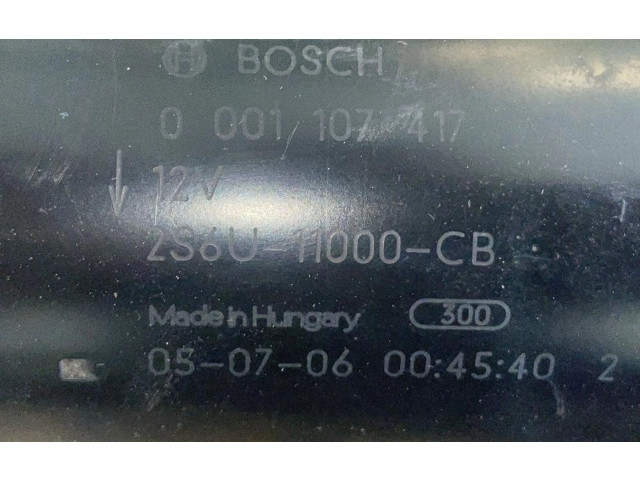 BOSCH
0 001 107 417
12V
2S6U-11000-CB
Made in Hungary 300
05-07-06 00:45:40 2